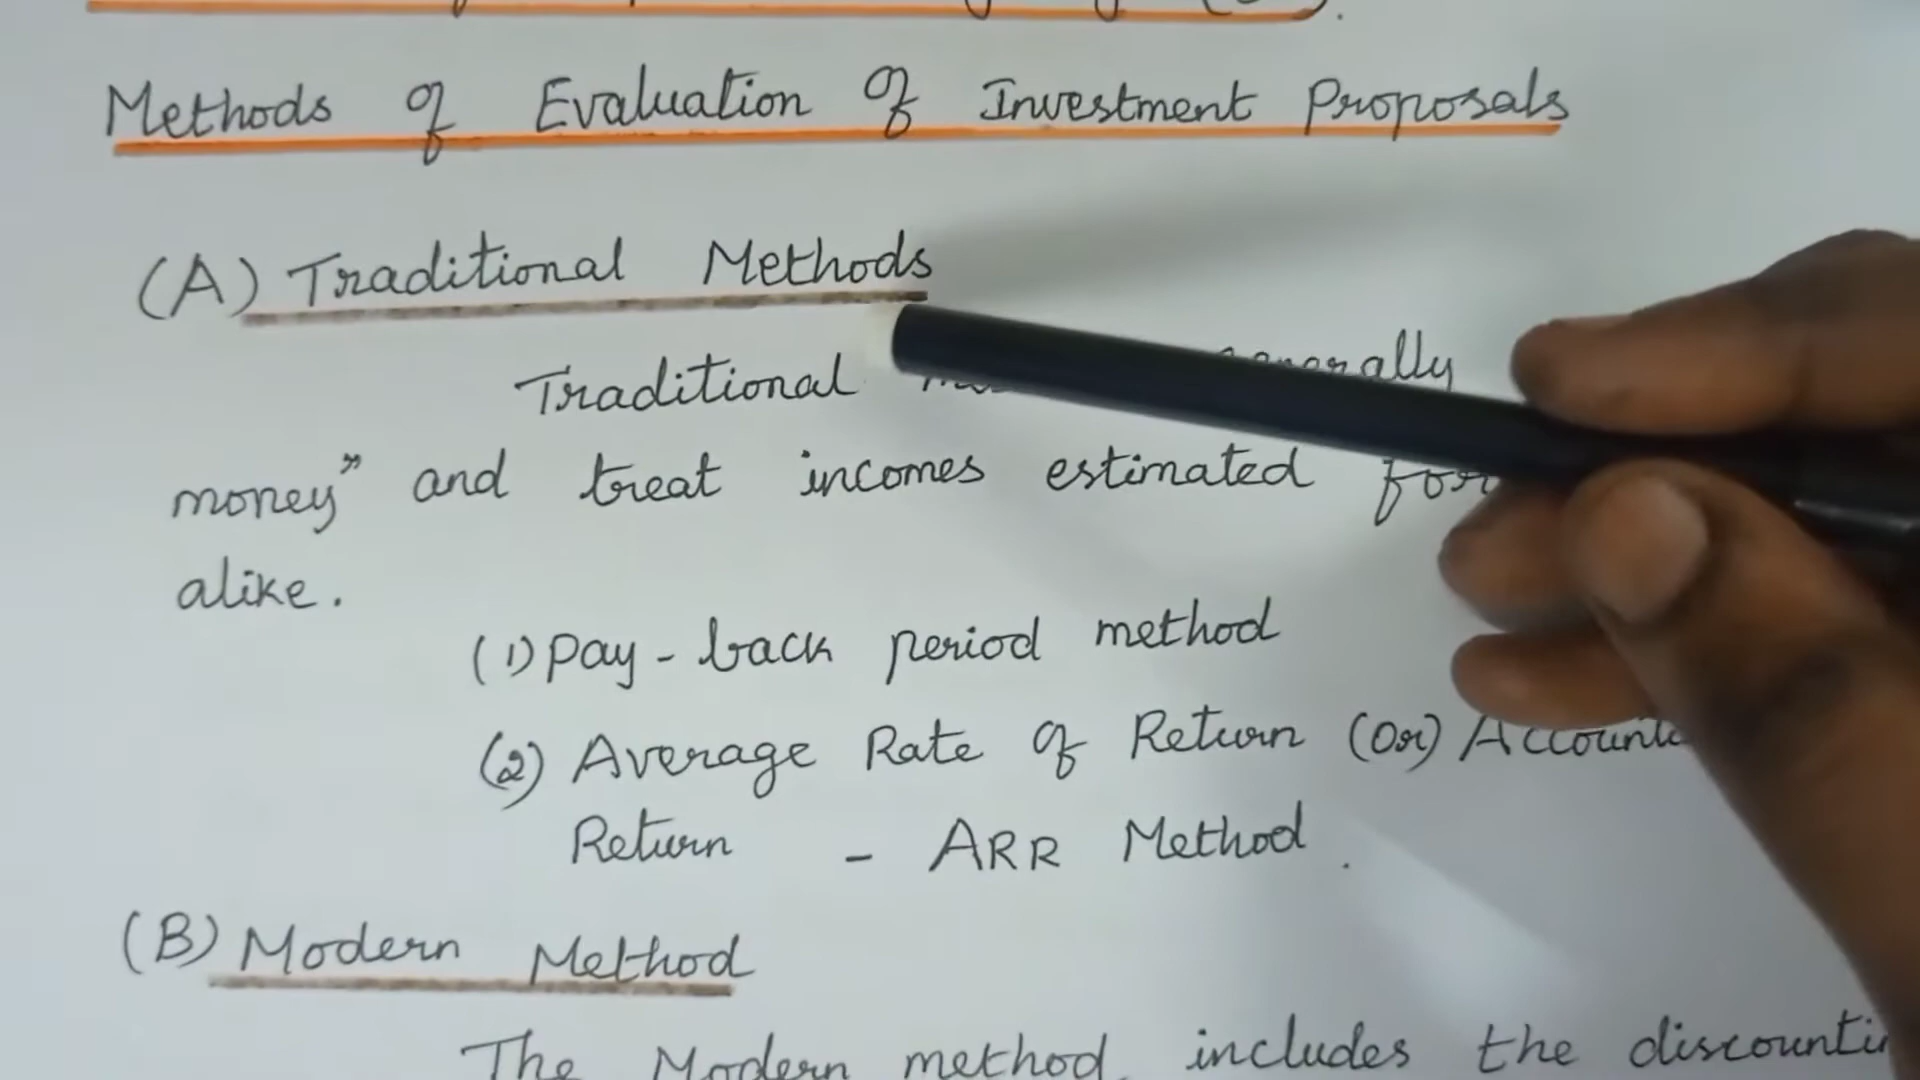 Methods of Evaluation of Investment Proposals
(A) Traditional Methods
Traditional
money" and treat incomes estimated for
alike.
(1) Pay - back period method
(2) Average Rate of Return (Or)
Return - ARR Method.
(B) Modern Method
The Modern method includes the